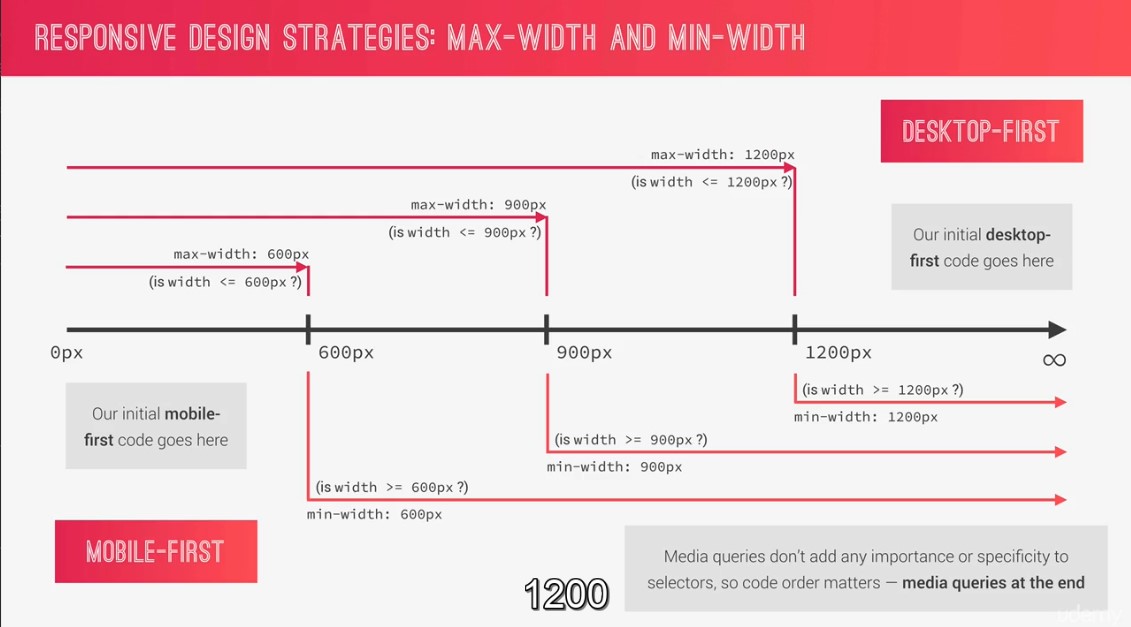 RESPONSIVE DESIGN STRATEGIES: MAX-WIDTH AND MIN-WIDTH
DESKTOP-FIRST
max-width: 1200px
(is width <= 1200px ?)
max-width: 900px
(is width <= 900px ?)
Our initial desktop-
first code goes here
max-width: 600px
(is width <= 600px ?)
0px
600px
900px
1200px
∞
(is width >= 1200px ?)
min-width: 1200px
Our initial mobile-
first code goes here
(is width >= 900px ?)
min-width: 900px
(is width >= 600px ?)
min-width: 600px
MOBILE-FIRST
Media queries don’t add any importance or specificity to
selectors, so code order matters — media queries at the end
1200
udemy